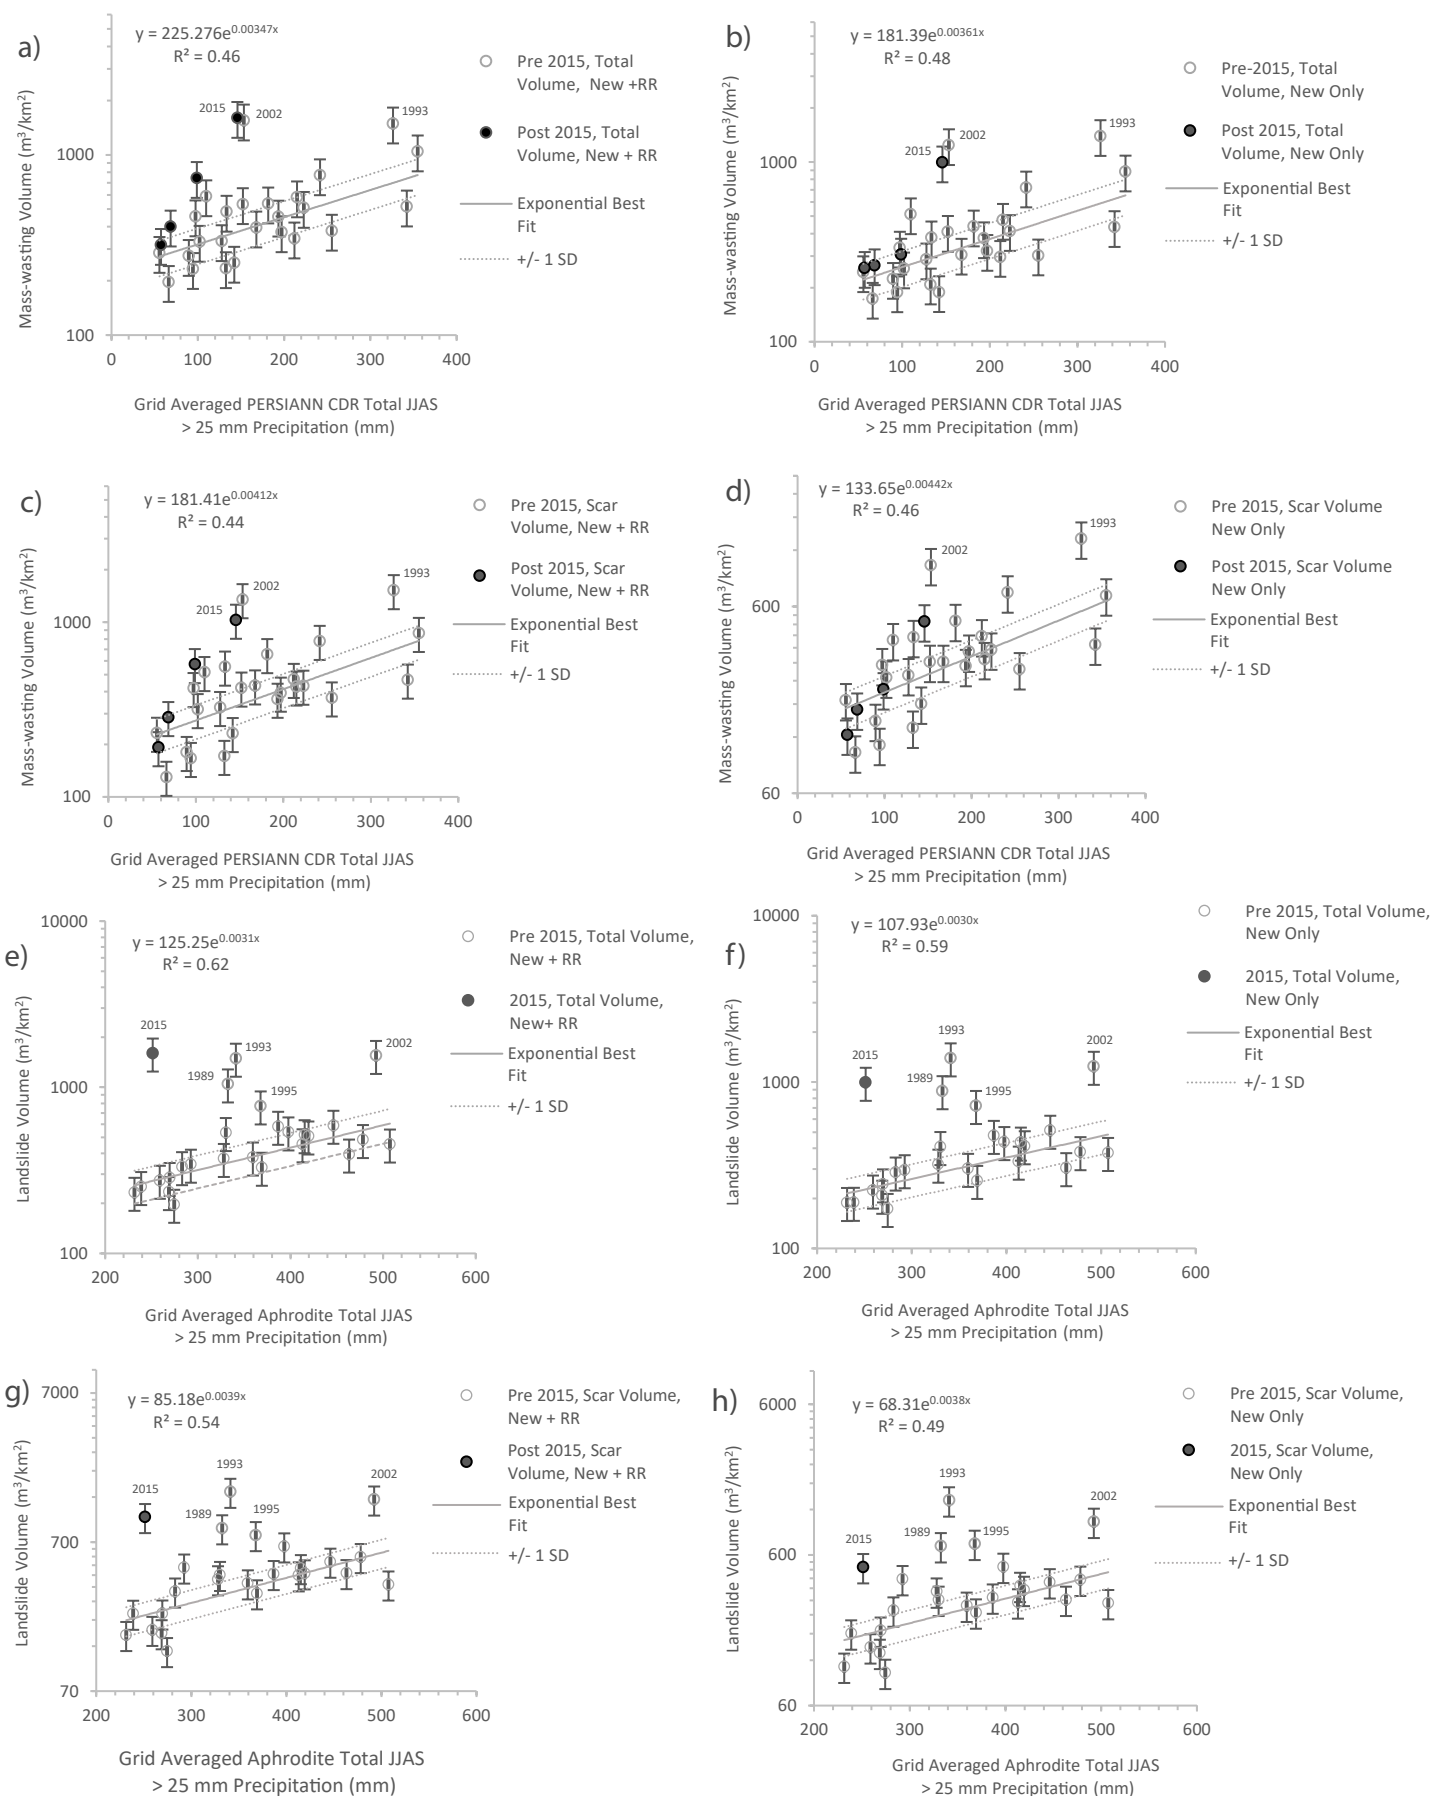 a)
y = 225.276e^0.00347x
R² = 0.46
Mass-wasting Volume (m³/km²)
1000
100
0 100 200 300 400
2015
2002
1993
Grid Averaged PERSIANN CDR Total JJAS
> 25 mm Precipitation (mm)
Pre 2015, Total
Volume, New +RR
Post 2015, Total
Volume, New + RR
Exponential Best
Fit
+/- 1 SD
b)
y = 181.39e^0.00361x
R² = 0.48
Mass-wasting Volume (m³/km²)
1000
100
0 100 200 300 400
2015
2002
1993
Grid Averaged PERSIANN CDR Total JJAS
> 25 mm Precipitation (mm)
Pre-2015, Total
Volume, New Only
Post 2015, Total
Volume, New Only
Exponential Best
Fit
+/- 1 SD
c)
y = 181.41e^0.00412x
R² = 0.44
Mass-wasting Volume (m³/km²)
1000
100
0 100 200 300 400
2015
2002
1993
Grid Averaged PERSIANN CDR Total JJAS
> 25 mm Precipitation (mm)
Pre 2015, Scar
Volume, New + RR
Post 2015, Scar
Volume, New + RR
Exponential Best
Fit
+/- 1 SD
d)
y = 133.65e^0.00442x
R² = 0.46
Mass-wasting Volume (m³/km²)
600
60
0 100 200 300 400
2002
1993
Grid Averaged PERSIANN CDR Total JJAS
> 25 mm Precipitation (mm)
Pre 2015, Scar Volume
New Only
Post 2015, Scar Volume
New Only
Exponential Best
Fit
+/- 1 SD
e)
y = 125.25e^0.0031x
R² = 0.62
Landslide Volume (m³/km²)
10000
1000
100
200 300 400 500 600
2015
1989
1993
1995
2002
Grid Averaged Aphrodite Total JJAS
> 25 mm Precipitation (mm)
Pre 2015, Total Volume,
New + RR
2015, Total Volume,
New+ RR
Exponential Best
Fit
+/- 1 SD
f)
y = 107.93e^0.0030x
R² = 0.59
Landslide Volume (m³/km²)
10000
1000
100
200 300 400 500 600
2015
1989
1993
1995
2002
Grid Averaged Aphrodite Total JJAS
> 25 mm Precipitation (mm)
Pre 2015, Total Volume,
New Only
2015, Total Volume,
New Only
Exponential Best
Fit
+/- 1 SD
g)
y = 85.18e^0.0039x
R² = 0.54
Landslide Volume (m³/km²)
7000
700
70
200 300 400 500 600
2015
1989
1993
1995
2002
Grid Averaged Aphrodite Total JJAS
> 25 mm Precipitation (mm)
Pre 2015, Scar Volume,
New + RR
Post 2015, Scar
Volume, New + RR
Exponential Best
Fit
+/- 1 SD
h)
y = 68.31e^0.0038x
R² = 0.49
Landslide Volume (m³/km²)
6000
600
60
200 300 400 500 600
2015
1989
1993
1995
2002
Grid Averaged Aphrodite Total JJAS
> 25 mm Precipitation (mm)
Pre 2015, Scar Volume,
New Only
2015, Scar Volume,
New Only
Exponential Best
Fit
+/- 1 SD